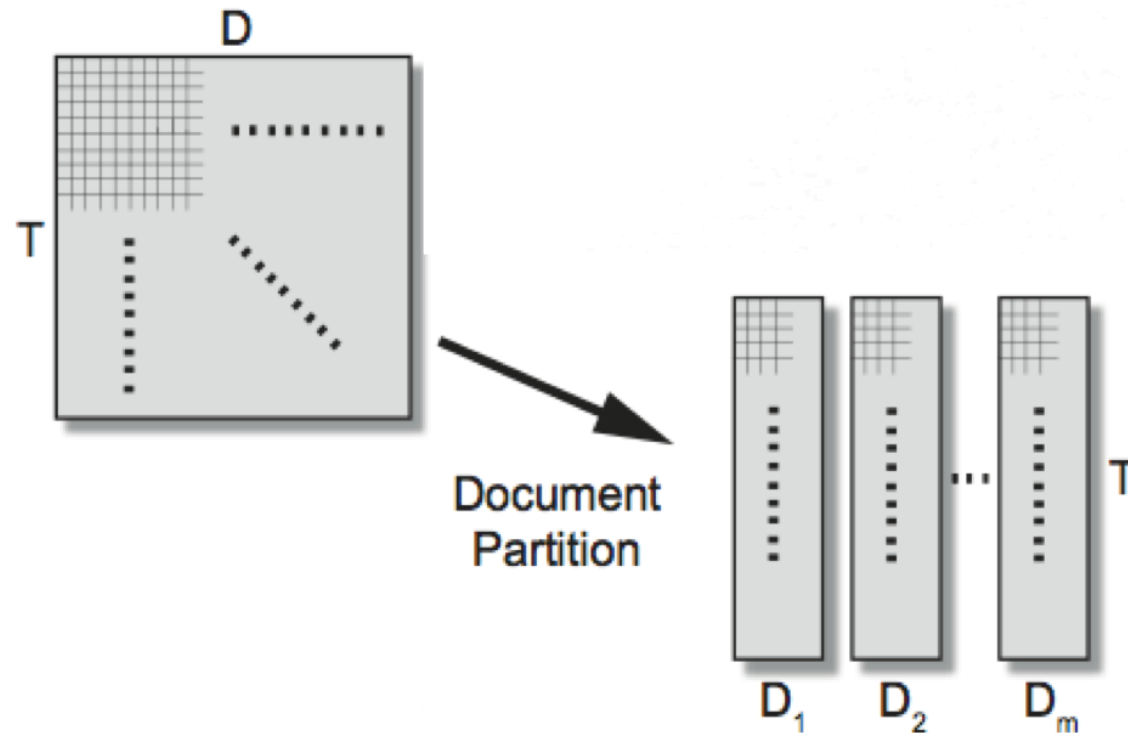 D
T
Document
Partition
T
D₁
D₂
Dₘ